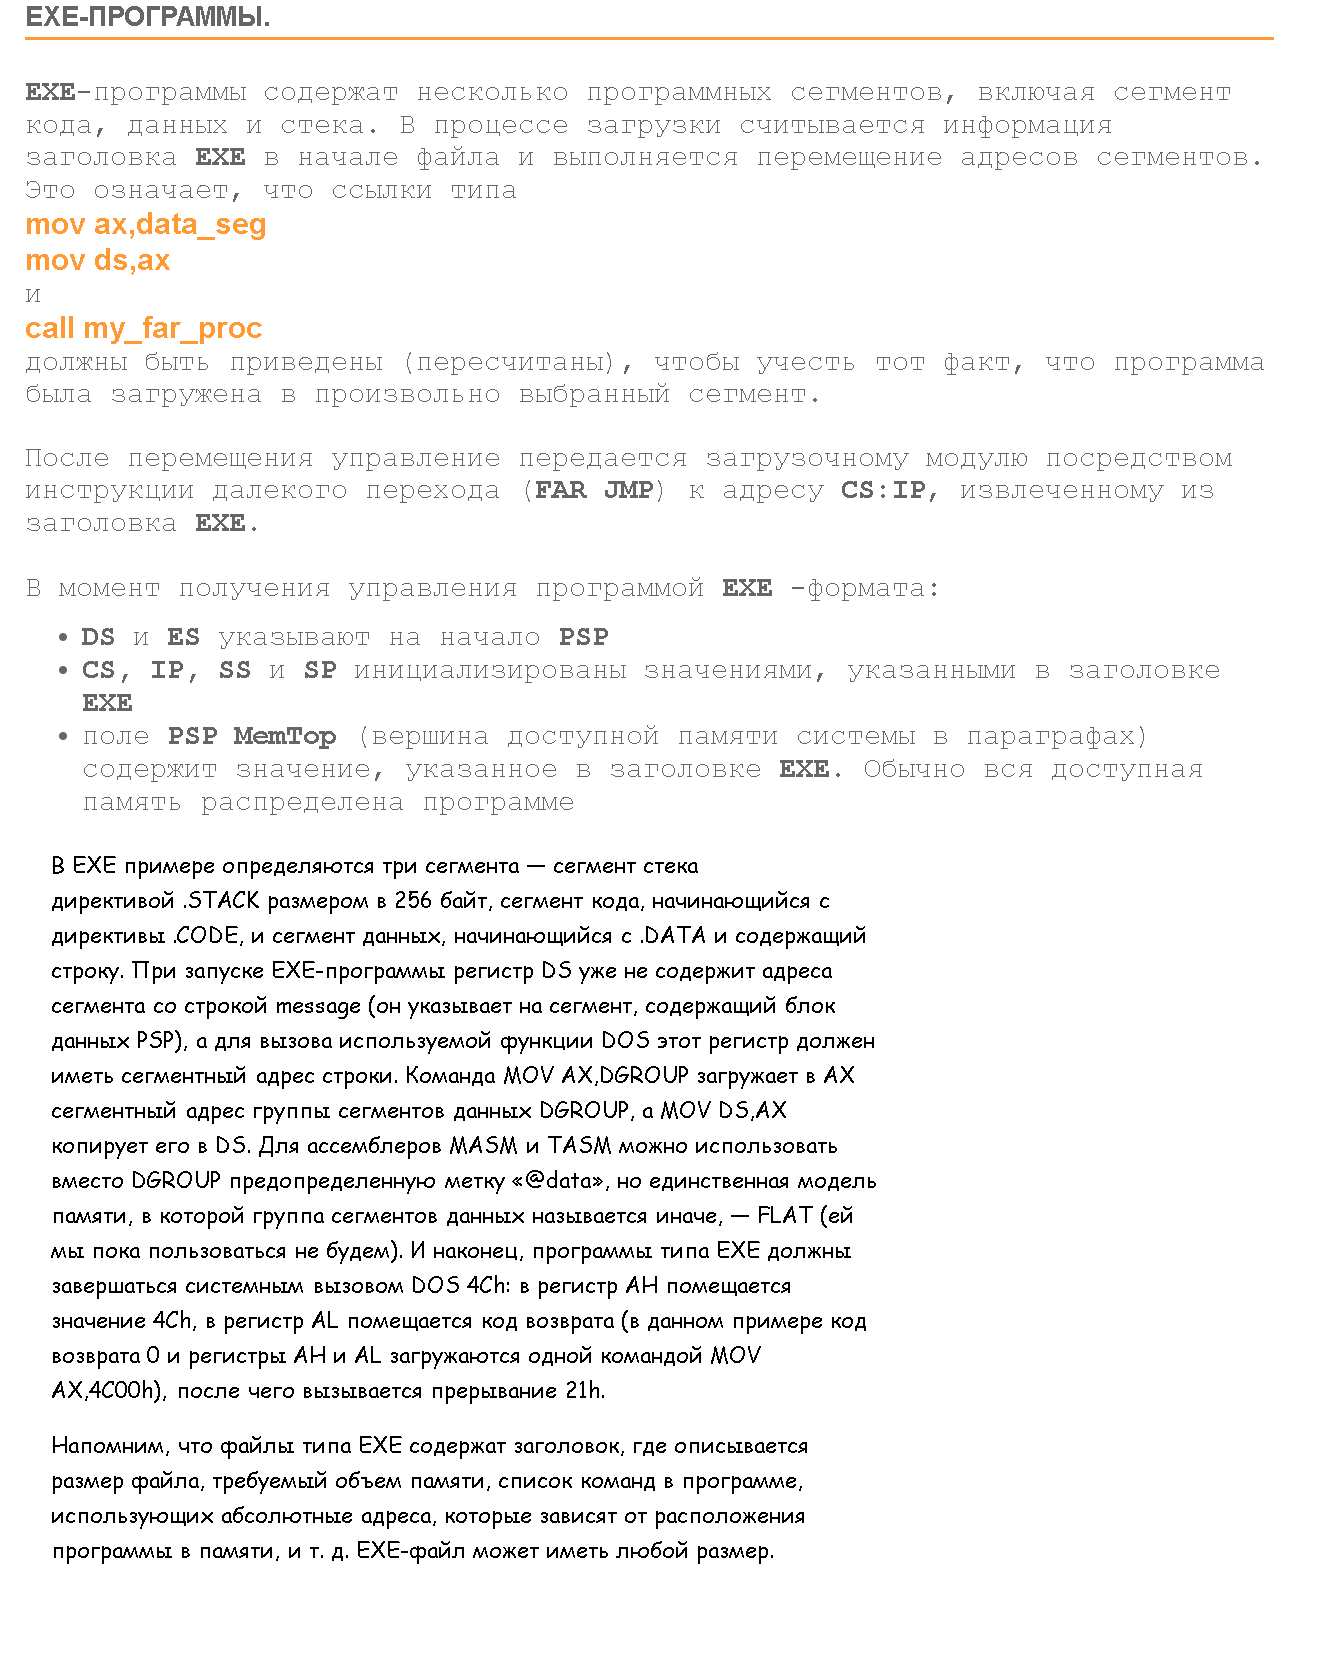 EXE-ПРОГРАММЫ.
EXE-программы содержат несколько программных сегментов, включая сегмент
кода, данных и стека. В процессе загрузки считывается информация
заголовка EXE в начале файла и выполняется перемещение адресов сегментов.
Это означает, что ссылки типа
mov ax,data_seg
mov ds,ax
и
call my_far_proc
должны быть приведены (пересчитаны), чтобы учесть тот факт, что программа
была загружена в произвольно выбранный сегмент.
После перемещения управление передается загрузочному модулю посредством
инструкции далекого перехода (FAR JMP) к адресу CS:IP, извлеченному из
заголовка EXE.
В момент получения управления программой EXE -формата:
• DS и ES указывают на начало PSP
• CS, IP, SS и SP инициализированы значениями, указанными в заголовке
EXE
• поле PSP MemTop (вершина доступной памяти системы в параграфах)
содержит значение, указанное в заголовке EXE. Обычно вся доступная
память распределена программе
В EXE примере определяются три сегмента — сегмент стека
директивой .STACK размером в 256 байт, сегмент кода, начинающийся с
директивы .CODE, и сегмент данных, начинающийся с .DATA и содержащий
строку. При запуске EXE-программы регистр DS уже не содержит адреса
сегмента со строкой message (он указывает на сегмент, содержащий блок
данных PSP), а для вызова используемой функции DOS этот регистр должен
иметь сегментный адрес строки. Команда MOV AX,DGROUP загружает в AX
сегментный адрес группы сегментов данных DGROUP, а MOV DS,AX
копирует его в DS. Для ассемблеров MASM и TASM можно использовать
вместо DGROUP предопределенную метку «@data», но единственная модель
памяти, в которой группа сегментов данных называется иначе, — FLAT (ей
мы пока пользоваться не будем). И наконец, программы типа EXE должны
завершаться системным вызовом DOS 4Ch: в регистр AH помещается
значение 4Ch, в регистр AL помещается код возврата (в данном примере код
возврата 0 и регистры AH и AL загружаются одной командой MOV
AX,4C00h), после чего вызывается прерывание 21h.
Напомним, что файлы типа EXE содержат заголовок, где описывается
размер файла, требуемый объем памяти, список команд в программе,
использующих абсолютные адреса, которые зависят от расположения
программы в памяти, и т. д. EXE-файл может иметь любой размер.